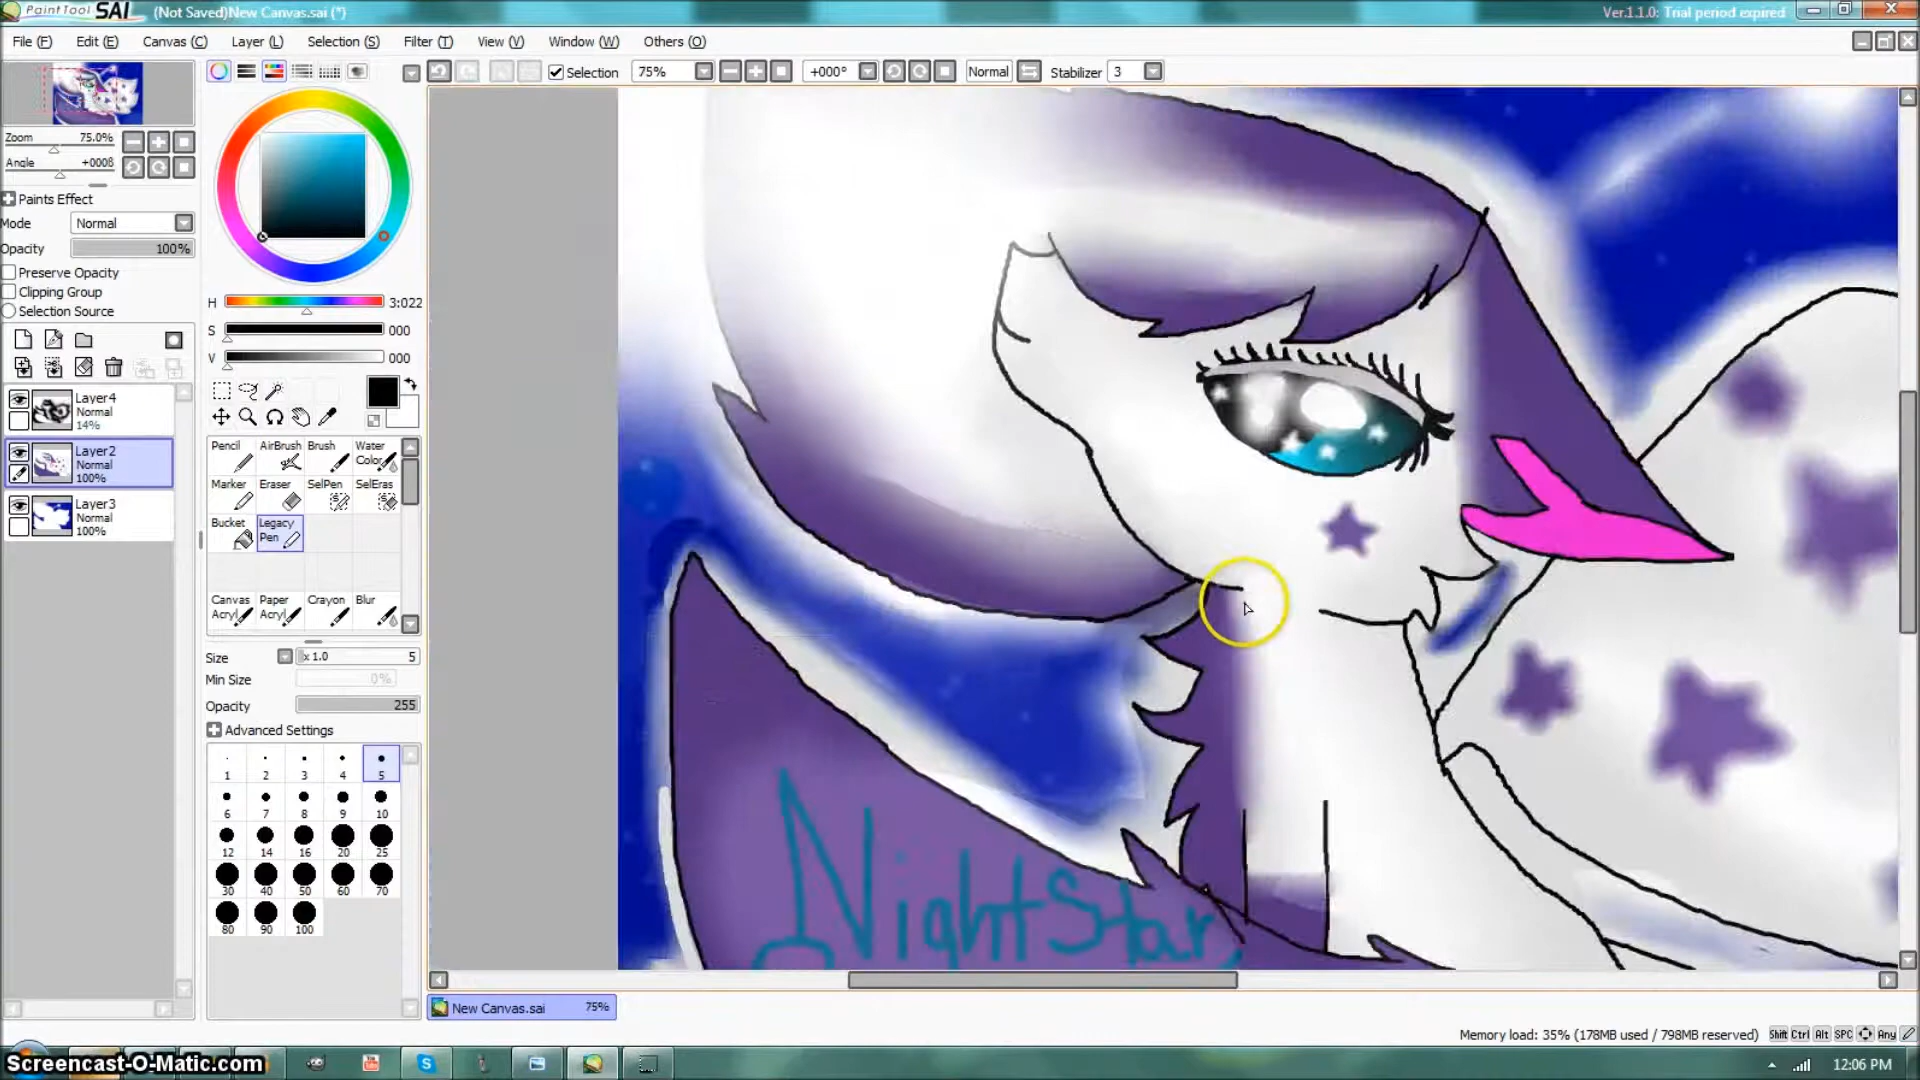 PaintTool SAI (Not Saved)New Canvas.sai (*) Ver.1.1.0: Trial period expired
File (F) Edit (E) Canvas (C) Layer (L) Selection (S) Filter (T) View (V) Window (W) Others (O)
Selection 75% +000° Normal Stabilizer 3
Zoom 75.0%
Angle +000ß
Paints Effect
Mode Normal
Opacity 100%
Preserve Opacity
Clipping Group
Selection Source
Layer4
Normal
14%
Layer2
Normal
100%
Layer3
Normal
100%
H 3:022
S 000
V 000
Pencil AirBrush Brush Water Color
Marker Eraser SelPen SelEras
Bucket Legacy Pen
Canvas Acryl Paper Acryl Crayon Blur
Size x 1.0 5
Min Size 0%
Opacity 255
Advanced Settings
1 2 3 4 5
6 7 8 9 10
12 14 16 20 25
30 40 50 60 70
80 90 100
NightStar
New Canvas.sai 75%
Memory load: 35% (178MB used / 798MB reserved) Shift Ctrl Alt SPC Any
Screencast-O-Matic.com
You Tube
12:06 PM